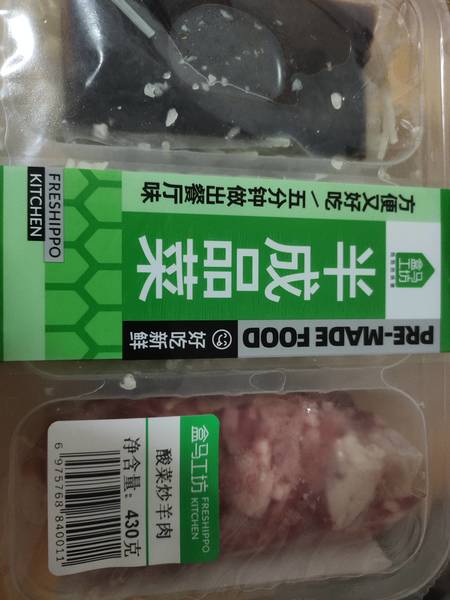 盒马
工坊
PRE-MADE FOOD
好吃新鲜
半成品菜
方便又好吃／五分钟做出餐厅味
FRESHIPPO
KITCHEN
盒马工坊
FRESHIPPO
KITCHEN
酸菜炒羊肉
净含量：430克
6 975768 840011